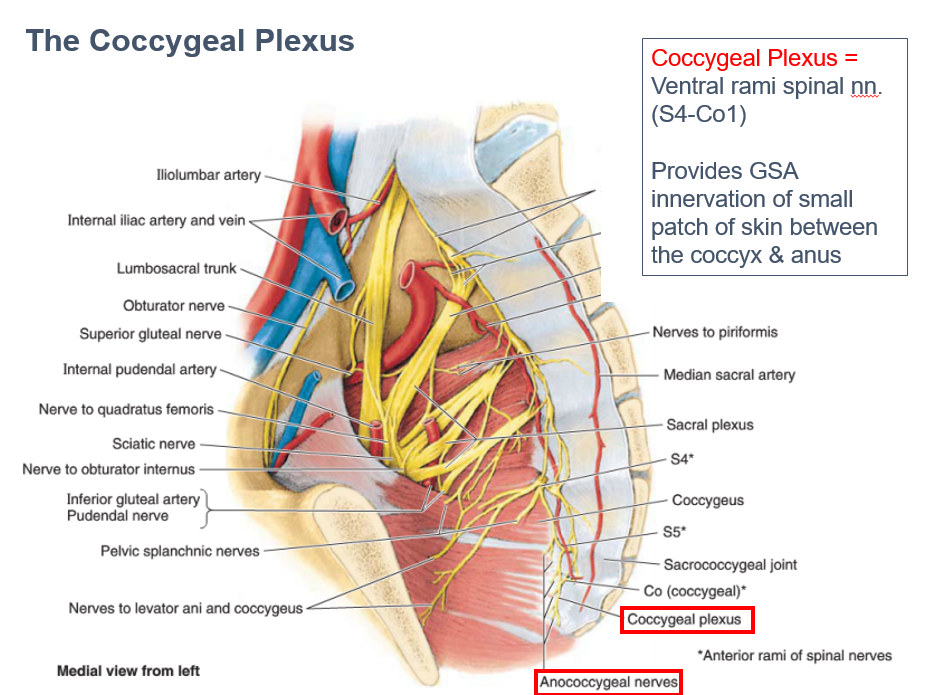 The Coccygeal Plexus
Coccygeal Plexus =
Ventral rami spinal nn.
(S4-Co1)
Provides GSA
innervation of small
patch of skin between
the coccyx & anus
Iliolumbar artery
Internal iliac artery and vein
Lumbosacral trunk
Obturator nerve
Superior gluteal nerve
Internal pudendal artery
Nerve to quadratus femoris
Sciatic nerve
Nerve to obturator internus
Inferior gluteal artery
Pudendal nerve
Pelvic splanchnic nerves
Nerves to levator ani and coccygeus
Medial view from left
Nerves to piriformis
Median sacral artery
Sacral plexus
S4*
Coccygeus
S5*
Sacrococcygeal joint
Co (coccygeal)*
Coccygeal plexus
*Anterior rami of spinal nerves
Anococcygeal nerves